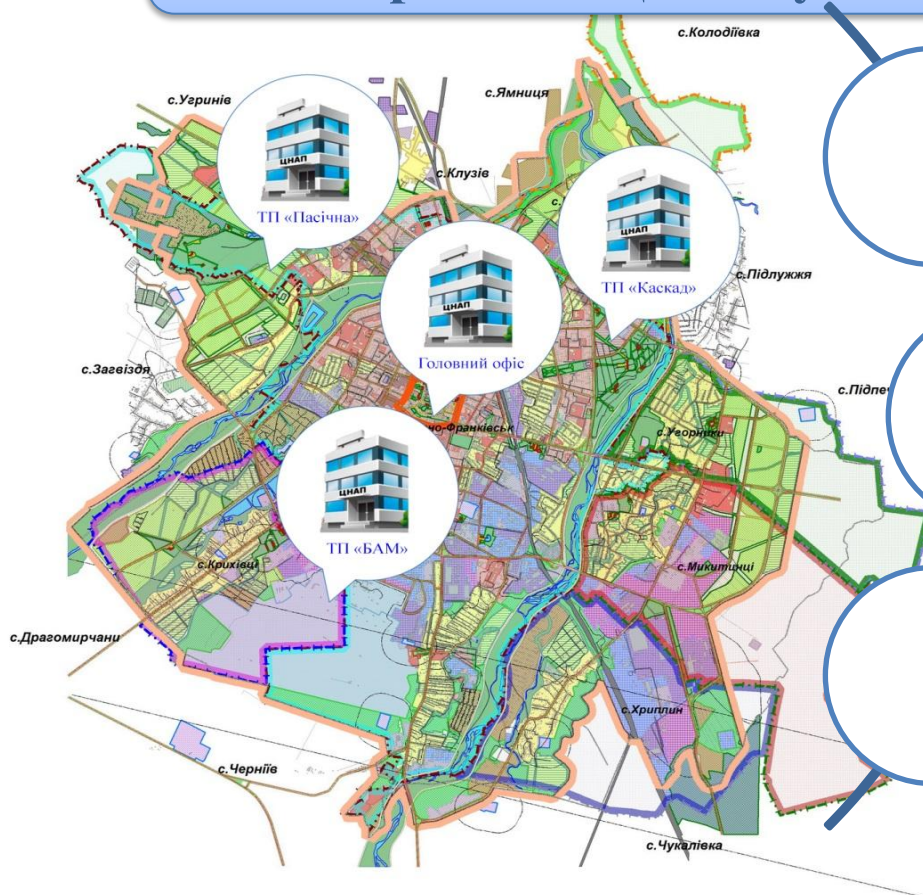 с.Колодіївка
с.Угринів
с.Ямниця
ЦНАП
с.Клузів
ТП «Пасічна»
ЦНАП
с.Підлужжя
ТП «Каскад»
ЦНАП
с.Загвіздя
Головний офіс
с.Угорники
ЦНАП
ТП «БАМ»
с.Крихівці
с.Микитинці
с.Драгомирчани
с.Хриплин
с.Черніїв
с.Чукалівка